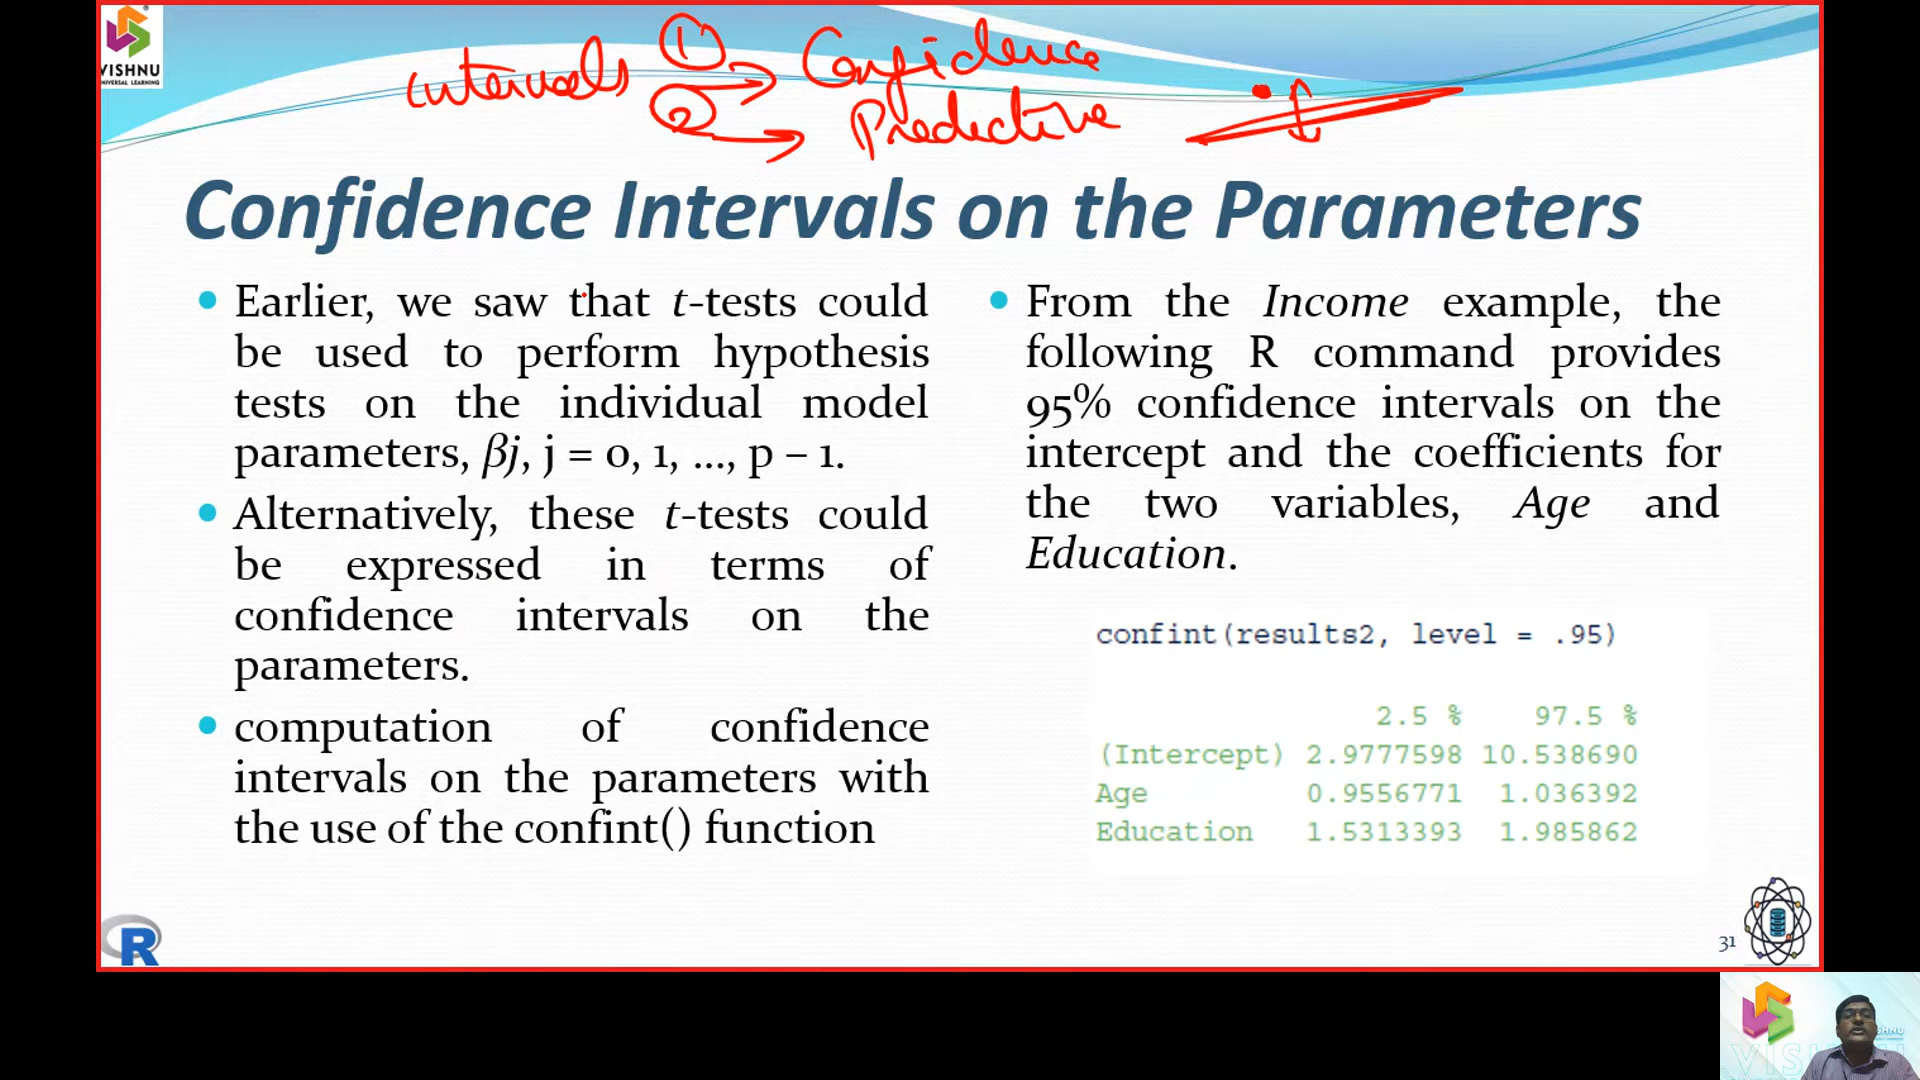 VISHNU
UNIVERSAL LEARNING
intervals ① → Confidence
② → Predective
Confidence Intervals on the Parameters
• Earlier, we saw that t-tests could
be used to perform hypothesis
tests on the individual model
parameters, βj, j = 0, 1, ..., p – 1.
• Alternatively, these t-tests could
be expressed in terms of
confidence intervals on the
parameters.
• computation of confidence
intervals on the parameters with
the use of the confint() function
• From the Income example, the
following R command provides
95% confidence intervals on the
intercept and the coefficients for
the two variables, Age and
Education.
confint(results2, level = .95)
2.5 % 97.5 %
(Intercept) 2.9777598 10.538690
Age 0.9556771 1.036392
Education 1.5313393 1.985862
R
31